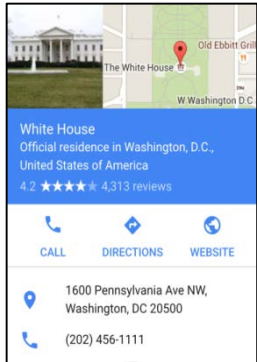 Old Ebbitt Grill
The White House
W Washington D.C.
White House
Official residence in Washington, D.C.,
United States of America
4.2 ★★★★★ 4,313 reviews
CALL DIRECTIONS WEBSITE
1600 Pennsylvania Ave NW,
Washington, DC 20500
(202) 456-1111